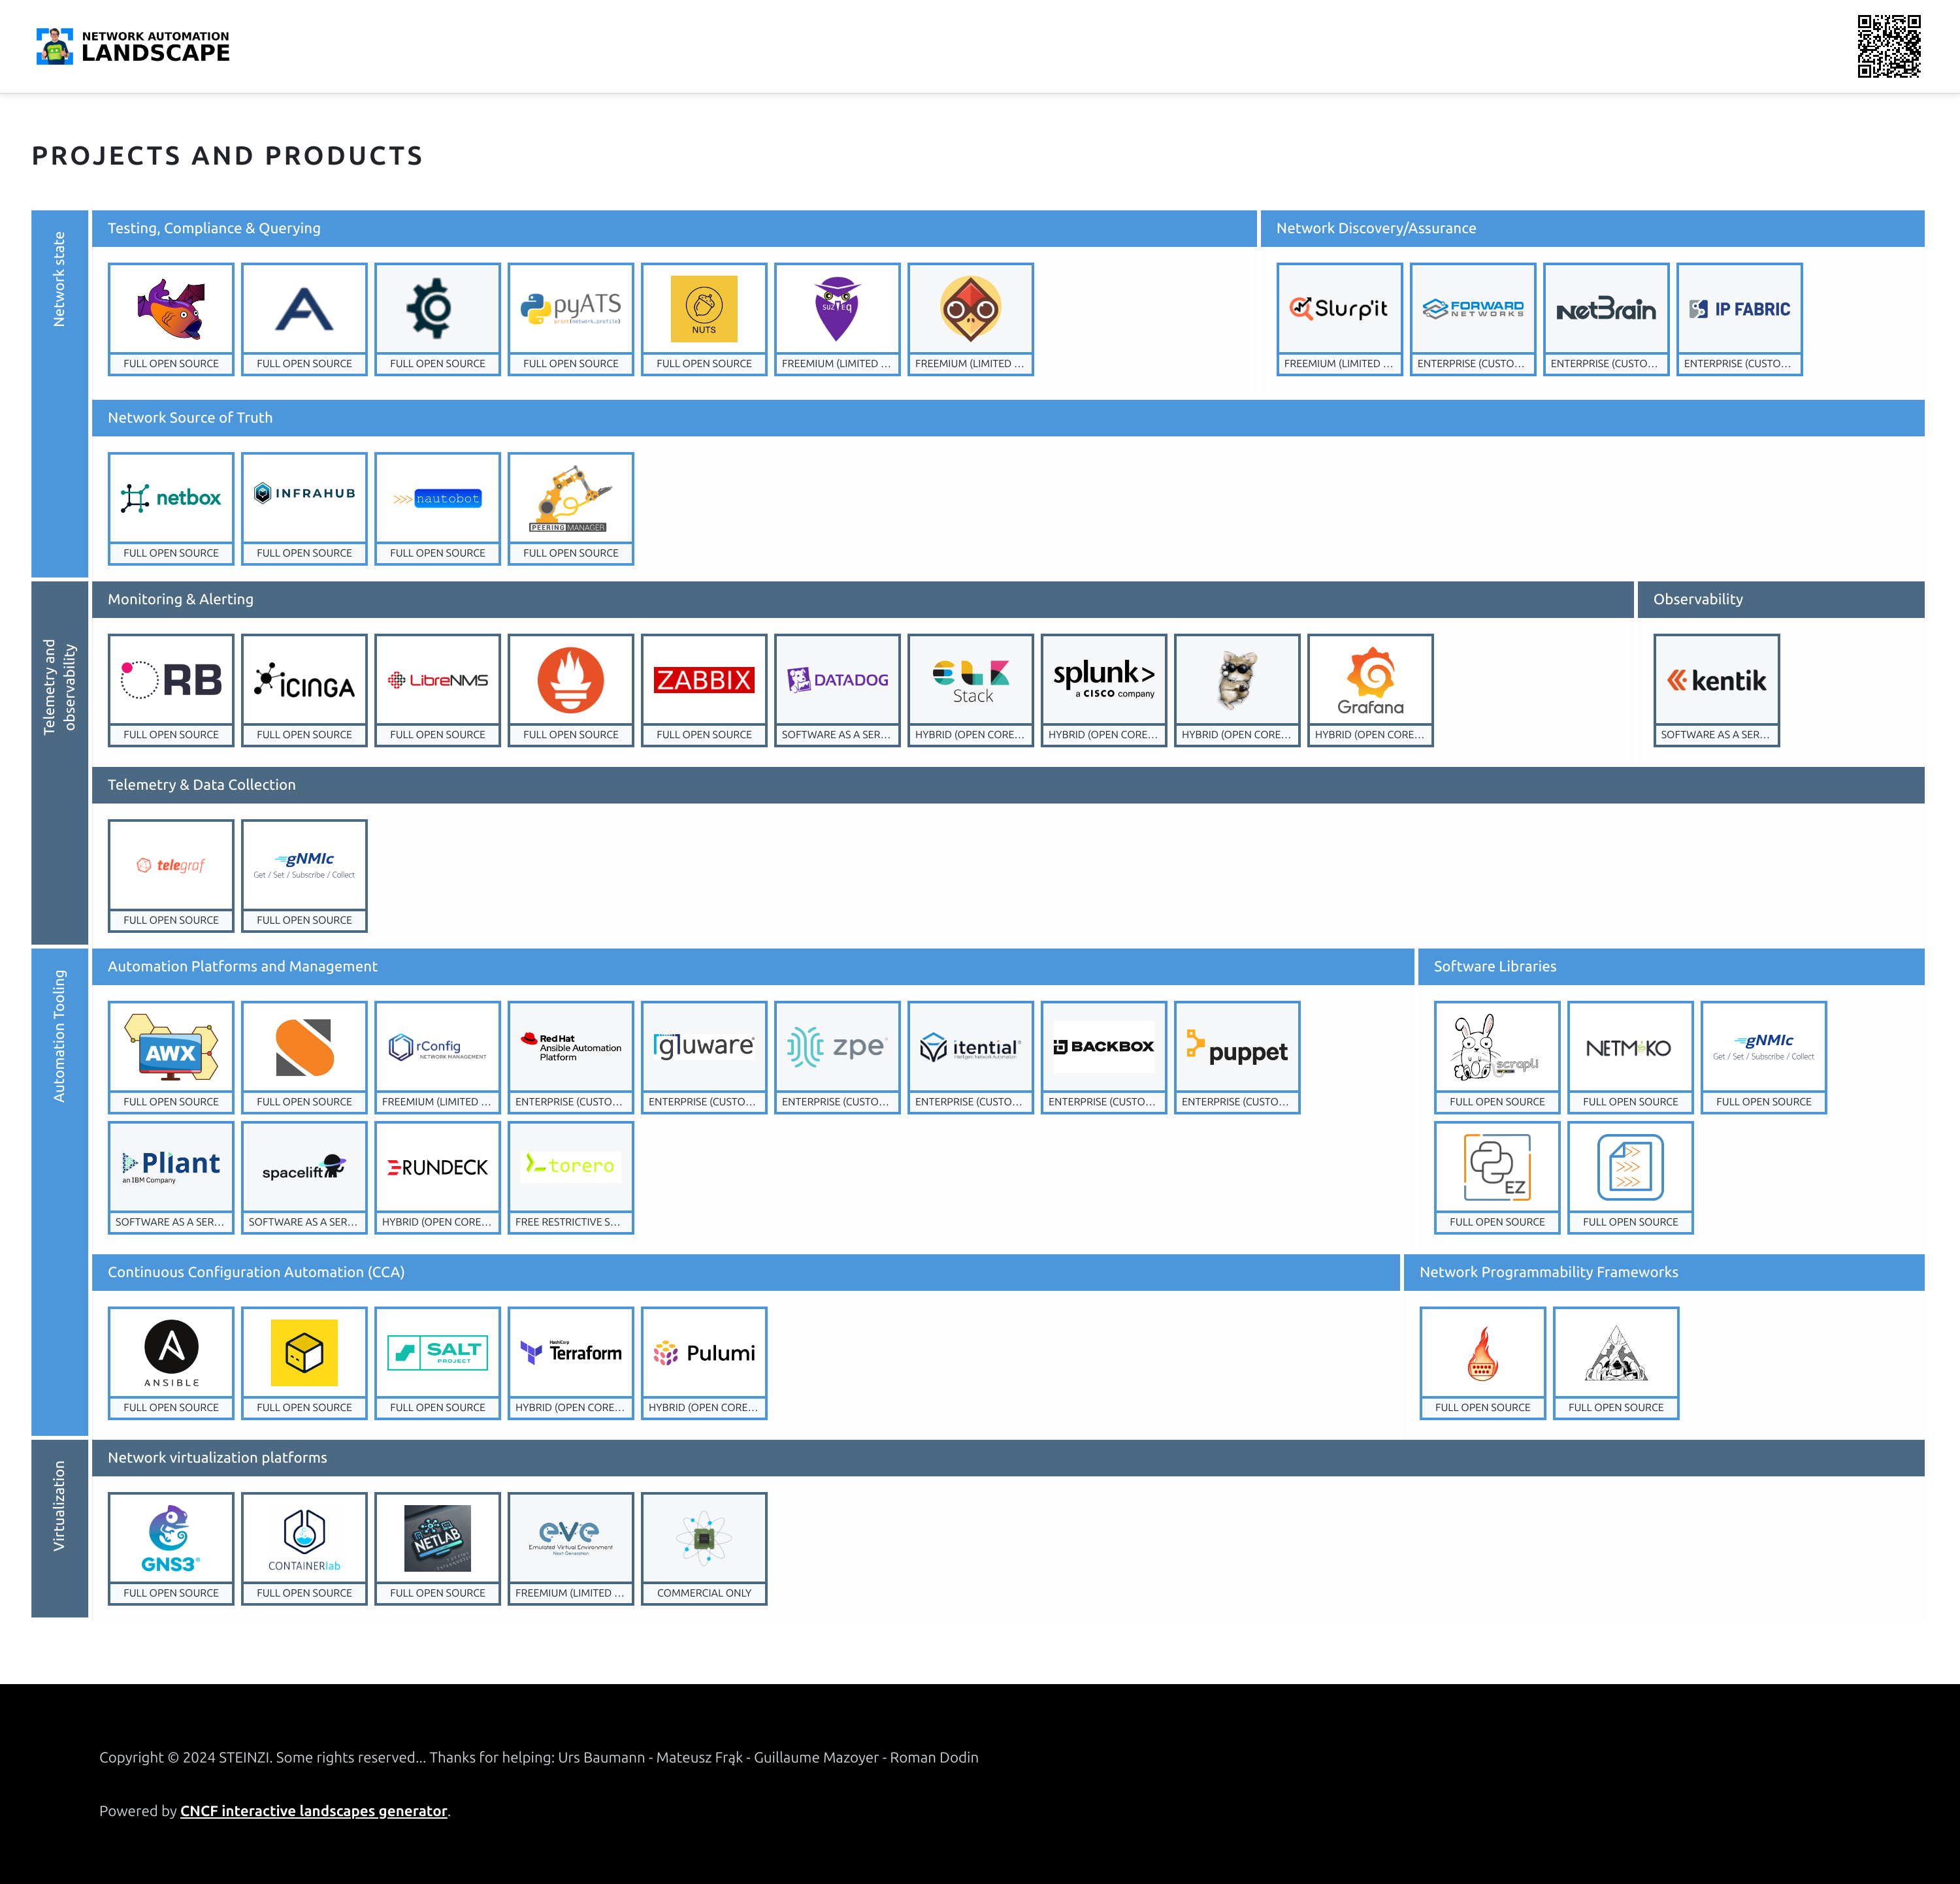 NETWORK AUTOMATION
LANDSCAPE
PROJECTS AND PRODUCTS
Network state
Testing, Compliance & Querying
FULL OPEN SOURCE
FULL OPEN SOURCE
FULL OPEN SOURCE
pyATS
print(network.profile)
FULL OPEN SOURCE
NUTS
FULL OPEN SOURCE
SUZ EQ
FREEMIUM (LIMITED ...
FREEMIUM (LIMITED ...
Network Discovery/Assurance
Slurp'it
FREEMIUM (LIMITED ...
FORWARD
NETWORKS
ENTERPRISE (CUSTO...
netBrain
ENTERPRISE (CUSTO...
IP FABRIC
ENTERPRISE (CUSTO...
Network Source of Truth
netbox
FULL OPEN SOURCE
INFRAHUB
FULL OPEN SOURCE
>>> nautobot
FULL OPEN SOURCE
PEERING MANAGER
FULL OPEN SOURCE
Telemetry and
observability
Monitoring & Alerting
ORB
FULL OPEN SOURCE
ICINGA
FULL OPEN SOURCE
LibreNMS
FULL OPEN SOURCE
FULL OPEN SOURCE
ZABBIX
FULL OPEN SOURCE
DATADOG
SOFTWARE AS A SER...
ELK
Stack
HYBRID (OPEN CORE...
splunk>
a CISCO company
HYBRID (OPEN CORE...
HYBRID (OPEN CORE...
Grafana
HYBRID (OPEN CORE...
Observability
kentik
SOFTWARE AS A SER...
Telemetry & Data Collection
telegraf
FULL OPEN SOURCE
gNMIc
Get / Set / Subscribe / Collect
FULL OPEN SOURCE
Automation Tooling
Automation Platforms and Management
AWX
FULL OPEN SOURCE
FULL OPEN SOURCE
rConfig
NETWORK MANAGEMENT
FREEMIUM (LIMITED ...
Red Hat
Ansible Automation
Platform
ENTERPRISE (CUSTO...
gluware®
ENTERPRISE (CUSTO...
zpe®
ENTERPRISE (CUSTO...
itential®
Intelligent Network Automation
ENTERPRISE (CUSTO...
BACKBOX
ENTERPRISE (CUSTO...
puppet
ENTERPRISE (CUSTO...
Pliant
an IBM Company
SOFTWARE AS A SER...
spacelift
SOFTWARE AS A SER...
RUNDECK
HYBRID (OPEN CORE...
torero
FREE RESTRICTIVE S...
Software Libraries
scrapli
FULL OPEN SOURCE
NETMIKO
FULL OPEN SOURCE
gNMIc
Get / Set / Subscribe / Collect
FULL OPEN SOURCE
EZ
FULL OPEN SOURCE
FULL OPEN SOURCE
Continuous Configuration Automation (CCA)
ANSIBLE
FULL OPEN SOURCE
FULL OPEN SOURCE
SALT
PROJECT
FULL OPEN SOURCE
HashiCorp
Terraform
HYBRID (OPEN CORE...
Pulumi
HYBRID (OPEN CORE...
Network Programmability Frameworks
FULL OPEN SOURCE
FULL OPEN SOURCE
Virtualization
Network virtualization platforms
GNS3®
FULL OPEN SOURCE
CONTAINERlab
FULL OPEN SOURCE
NETLAB
FULL OPEN SOURCE
eve
Emulated Virtual Environment
Next Generation
FREEMIUM (LIMITED ...
COMMERCIAL ONLY
Copyright © 2024 STEINZI. Some rights reserved... Thanks for helping: Urs Baumann - Mateusz Frąk - Guillaume Mazoyer - Roman Dodin
Powered by CNCF interactive landscapes generator.